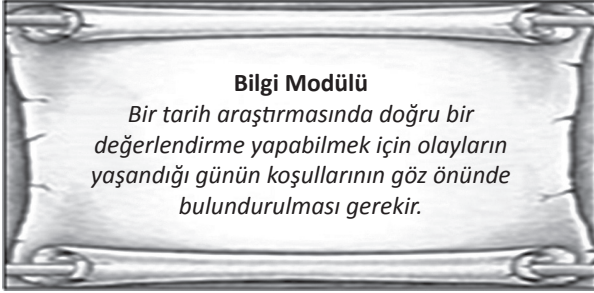 Bilgi Modülü
Bir tarih araştırmasında doğru bir
değerlendirme yapabilmek için olayların
yaşandığı günün koşullarının göz önünde
bulundurulması gerekir.